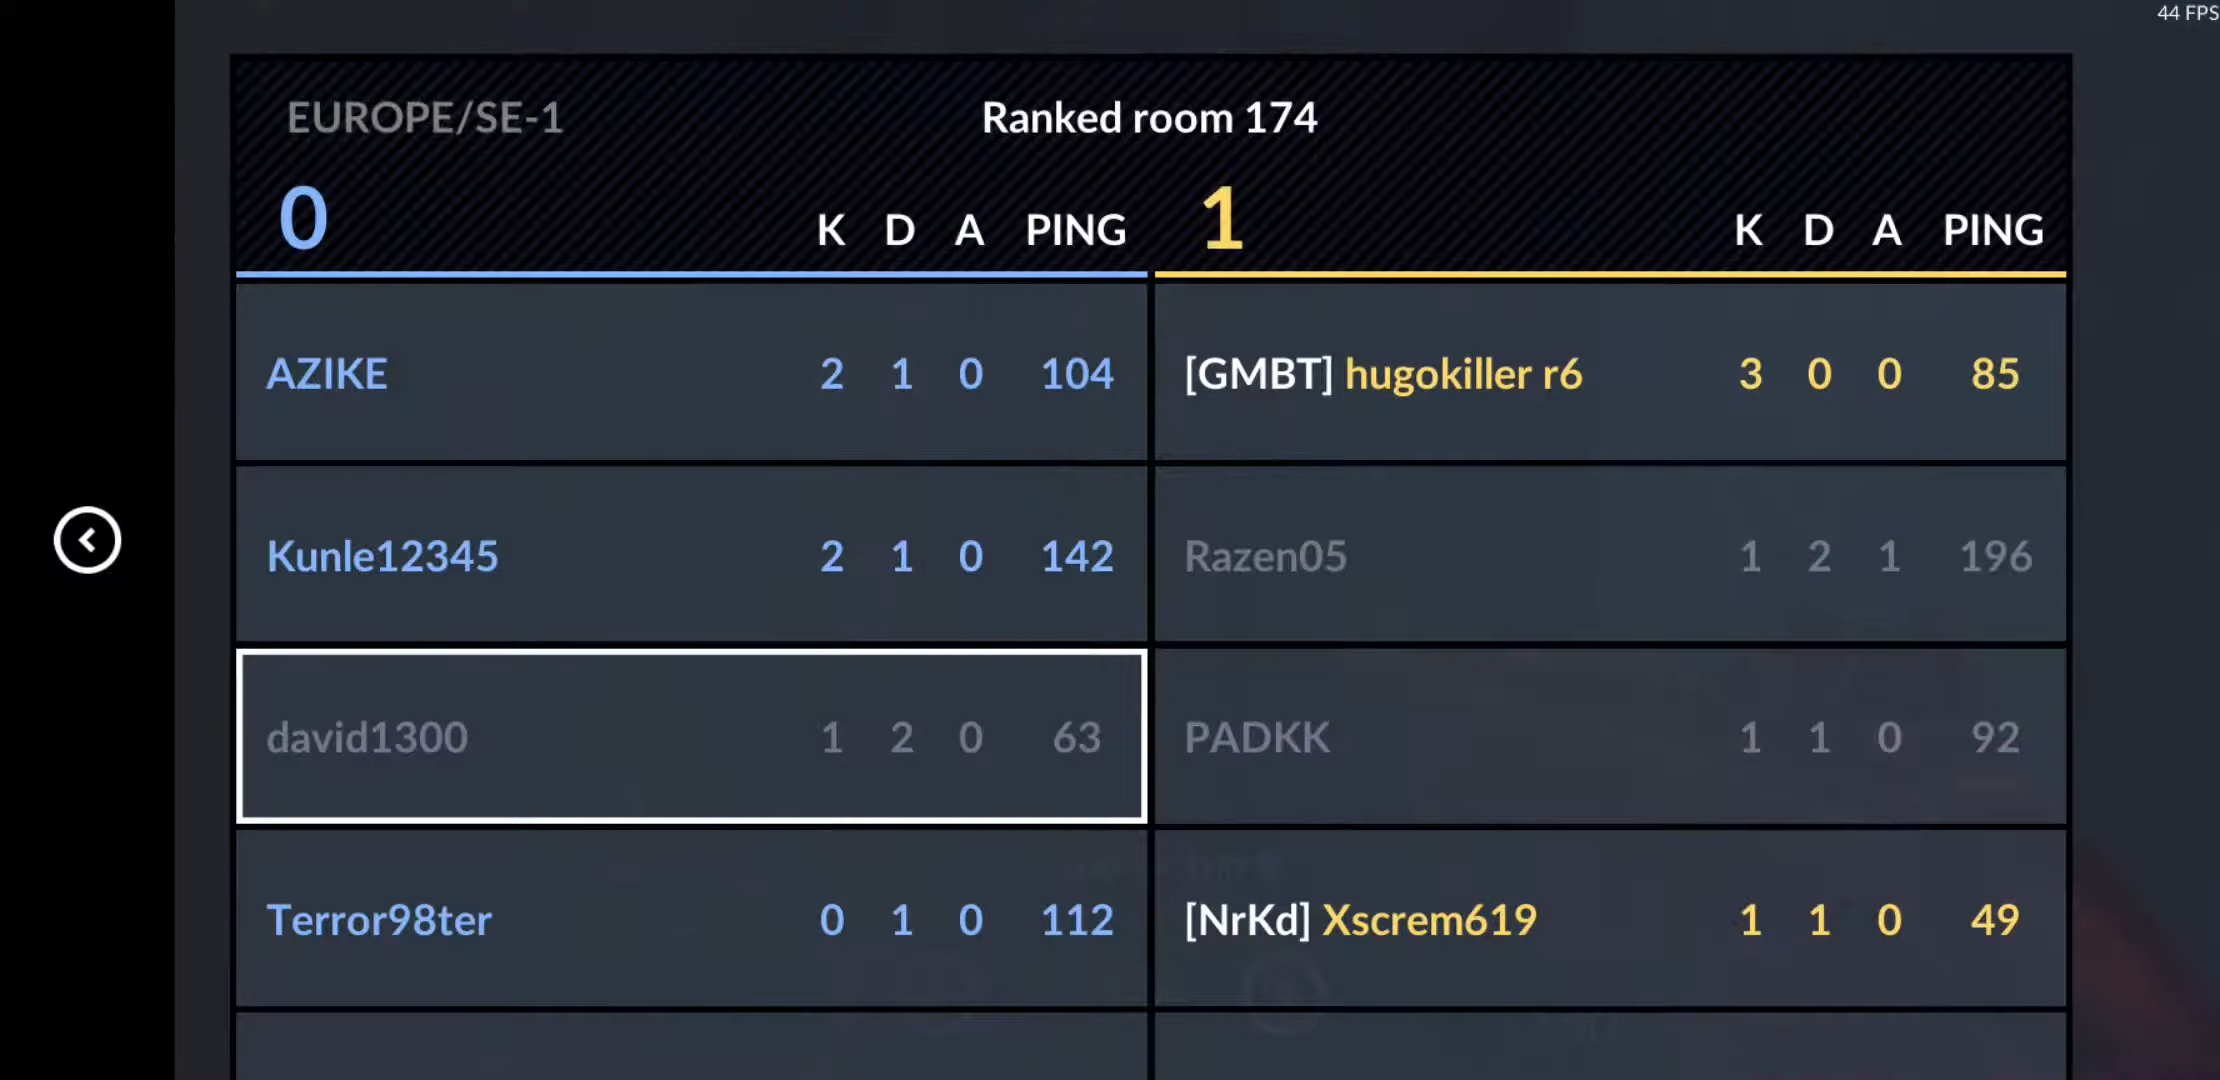 44 FPS
EUROPE/SE-1 Ranked room 174
0 K D A PING 1 K D A PING
AZIKE 2 1 0 104 [GMBT] hugokiller r6 3 0 0 85
Kunle12345 2 1 0 142 Razen05 1 2 1 196
david1300 1 2 0 63 PADKK 1 1 0 92
Terror98ter 0 1 0 112 [NrKd] Xscrem619 1 1 0 49